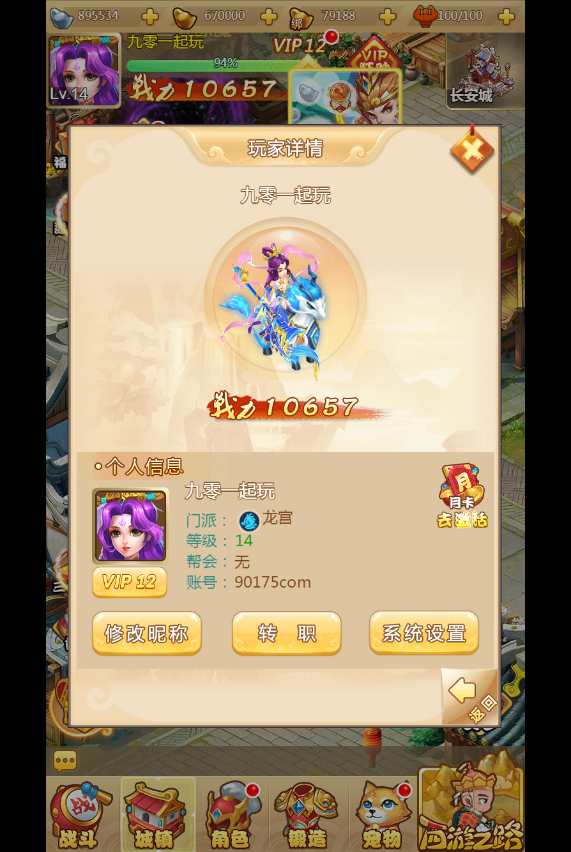 895534 670000 绑 79188 100/100
九零一起玩 VIP 12 VIP
94%
Lv.14 战力10657 长安城
福
玩家详情
九零一起玩
战力10657
•个人信息
九零一起玩
门派： 龙宫
等级：14
帮会：无
账号：90175com
VIP 12
月
月卡
去激活
修改昵称 转 职 系统设置
返回
战
战斗 城镇 角色 锻造 宠物 西游之路